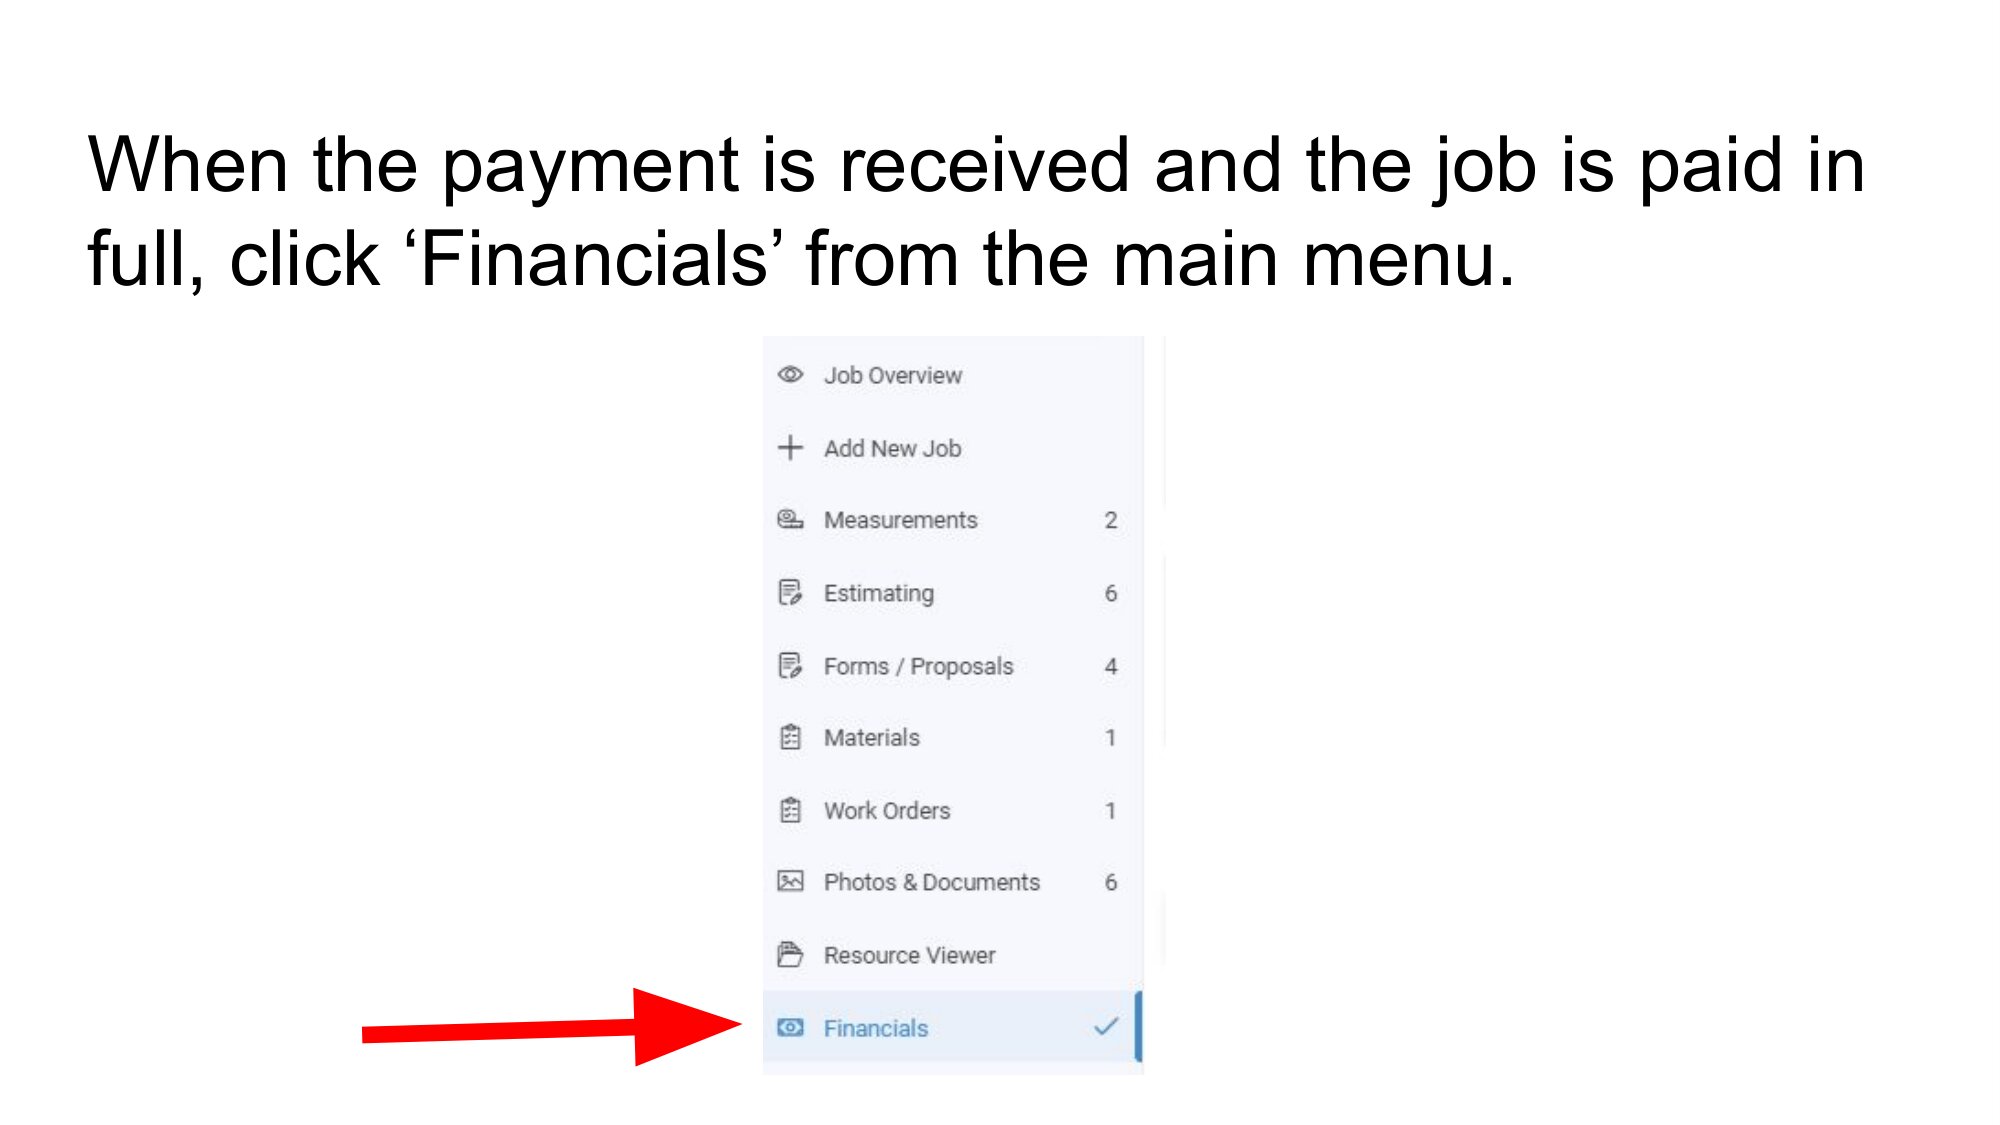 When the payment is received and the job is paid in
full, click ‘Financials’ from the main menu.
Job Overview
Add New Job
Measurements 2
Estimating 6
Forms / Proposals 4
Materials 1
Work Orders 1
Photos & Documents 6
Resource Viewer
Financials